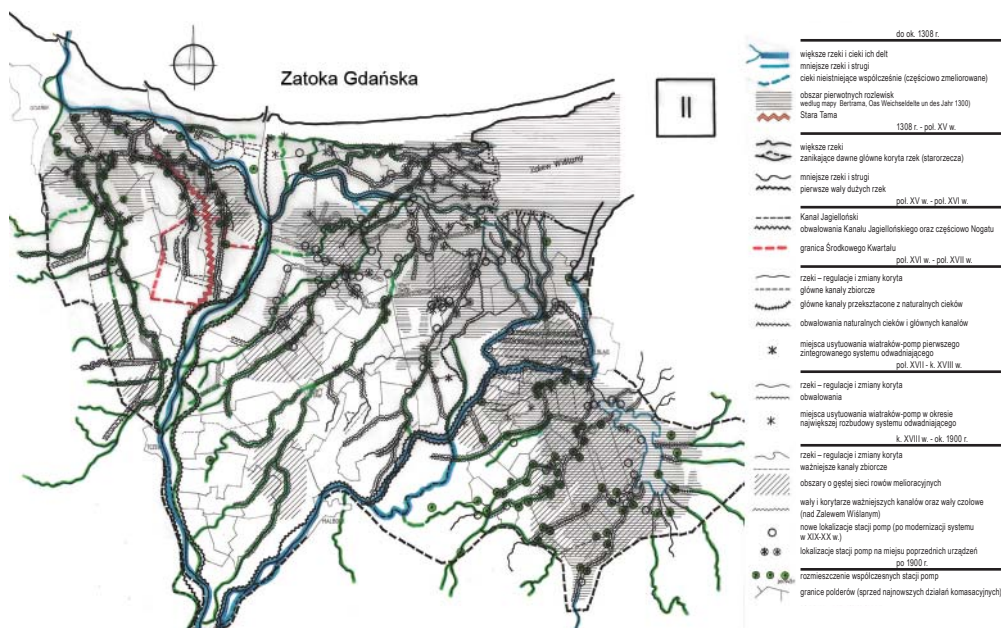 Zatoka Gdańska
II
Zalew Wiślany
MALBORK
do ok. 1308 r.
większe rzeki i cieki ich delt
mniejsze rzeki i strugi
cieki nieistniejące współcześnie (częściowo zmeliorowane)
obszar pierwotnych rozlewisk
według mapy Bertrama, Oas Weichseldelte un des Jahr 1300)
Stara Tama
1308 r. - poł. XV w.
większe rzeki
zanikające dawne główne koryta rzek (starorzecza)
mniejsze rzeki i strugi
pierwsze wały dużych rzek
poł. XV w. - poł. XVI w.
Kanał Jagielloński
obwałowania Kanału Jagiellońskiego oraz częściowo Nogatu
granica Środkowego Kwartału
poł. XVI w. - poł. XVII w.
rzeki – regulacje i zmiany koryta
główne kanały zbiorcze
główne kanały przekształcone z naturalnych cieków
obwałowania naturalnych cieków i głównych kanałów
miejsca usytuowania wiatraków-pomp pierwszego
zintegrowanego systemu odwadniającego
poł. XVII - k. XVIII w.
rzeki – regulacje i zmiany koryta
obwałowania
miejsca usytuowania wiatraków-pomp w okresie
największej rozbudowy systemu odwadniającego
k. XVIII w. - ok. 1900 r.
rzeki – regulacje i zmiany koryta
ważniejsze kanały zbiorcze
obszary o gęstej sieci rowów melioracyjnych
wały i korytarze ważniejszych kanałów oraz wały czołowe
(nad Zalewem Wiślanym)
nowe lokalizacje stacji pomp (po modernizacji systemu
w XIX-XX w.)
lokalizacje stacji pomp na miejsu poprzednich urządzeń
po 1900 r.
rozmieszczenie współczesnych stacji pomp
granice polderów (sprzed najnowszych działań komasacyjnych)